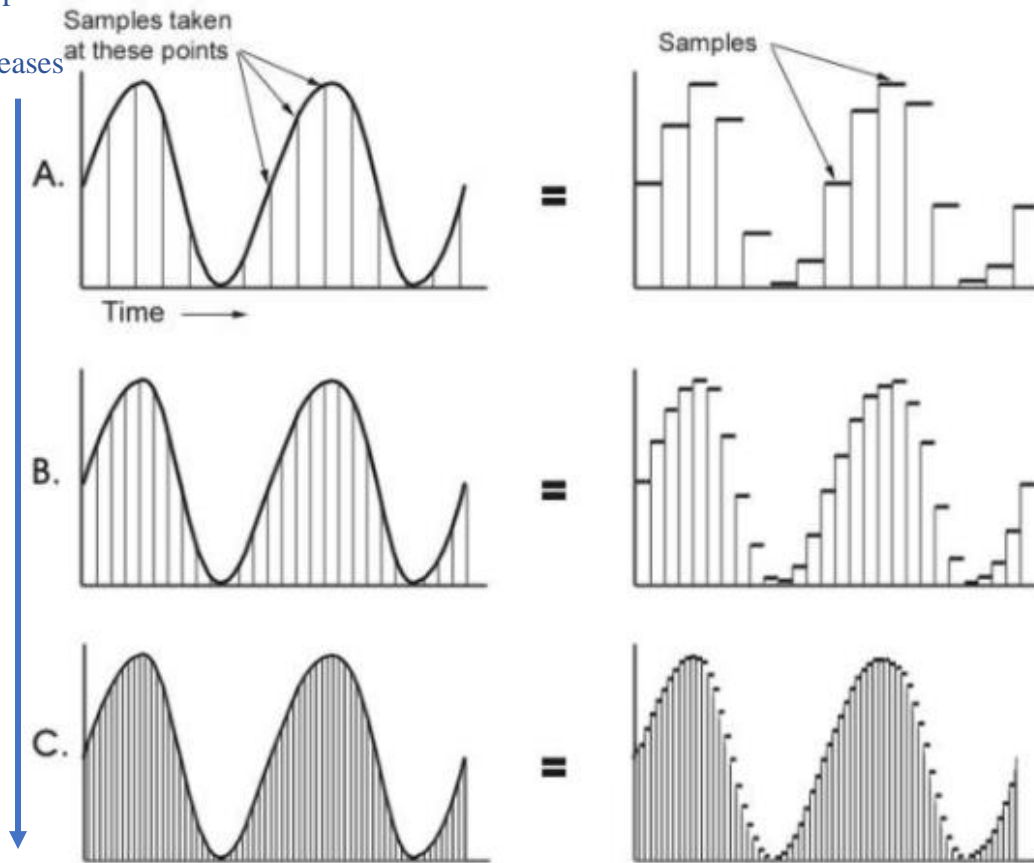 Samples taken
at these points
eases
Samples
A.
=
Time
B.
=
C.
=